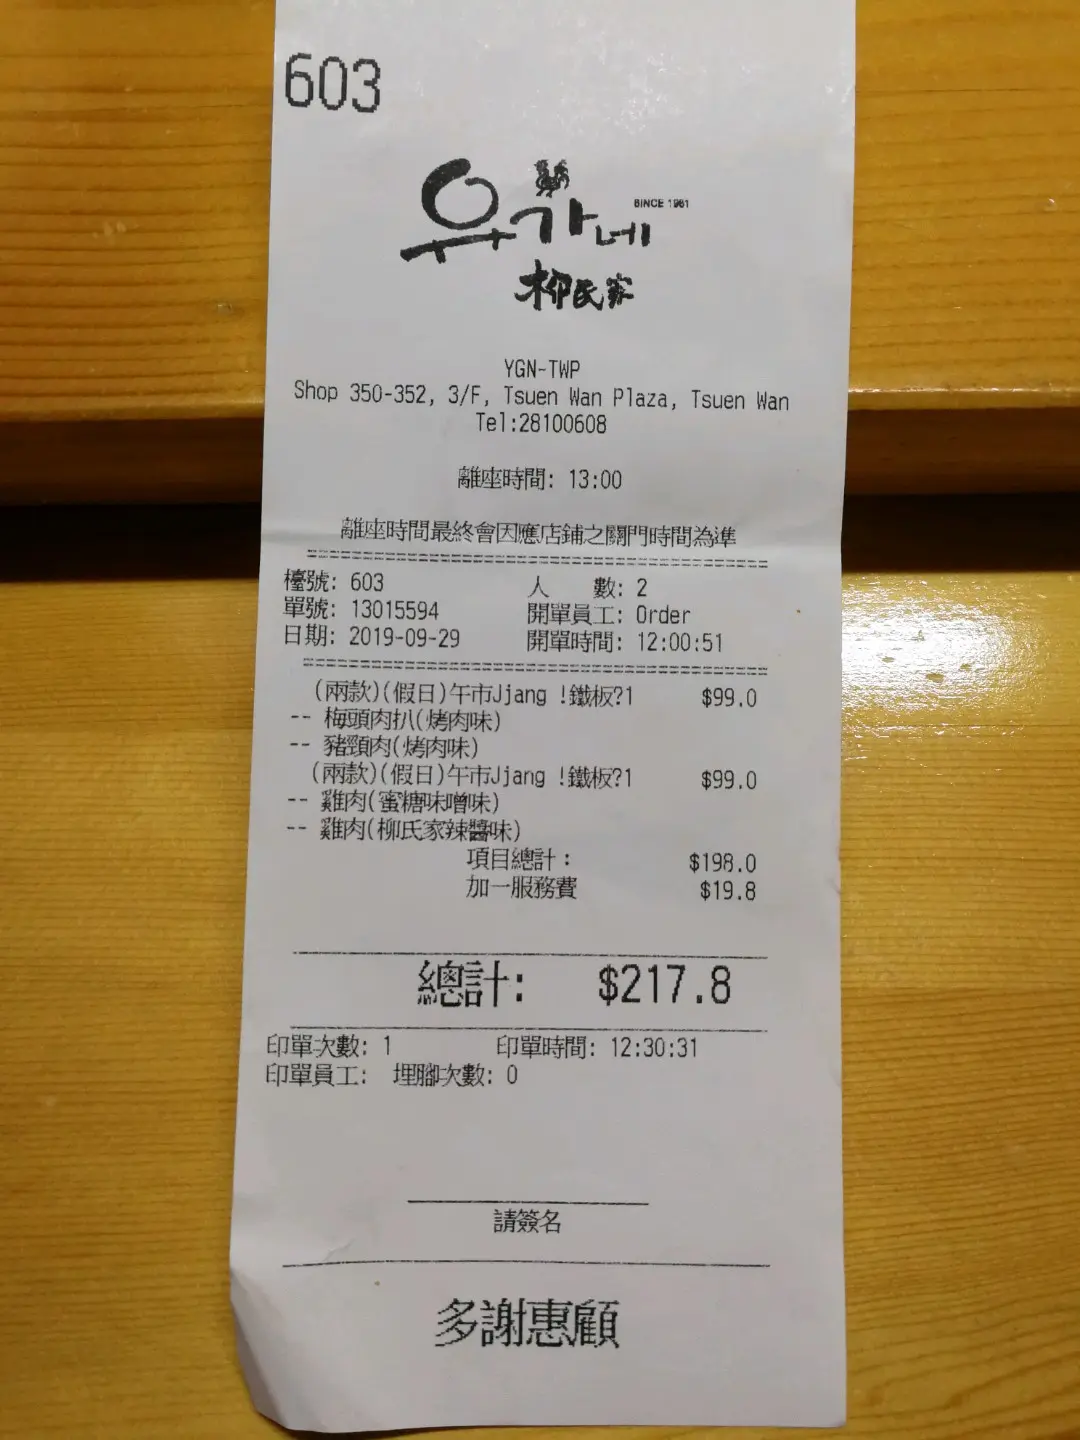 603
유가네
SINCE 1981
柳氏家
YGN-TWP
Shop 350-352, 3/F, Tsuen Wan Plaza, Tsuen Wan
Tel:28100608
離座時間: 13:00
離座時間最終會因應店鋪之關門時間為準
檯號: 603 人 數: 2
單號: 13015594 開單員工: Order
日期: 2019-09-29 開單時間: 12:00:51
(兩款)(假日)午市Jjang !鐵板?1 $99.0
-- 梅頭肉扒(烤肉味)
-- 豬頸肉(烤肉味)
(兩款)(假日)午市Jjang !鐵板?1 $99.0
-- 雞肉(蜜糖味噌味)
-- 雞肉(柳氏家辣醬味)
項目總計: $198.0
加一服務費 $19.8
總計: $217.8
印單次數: 1 印單時間: 12:30:31
印單員工: 埋腳次數: 0
請簽名
多謝惠顧